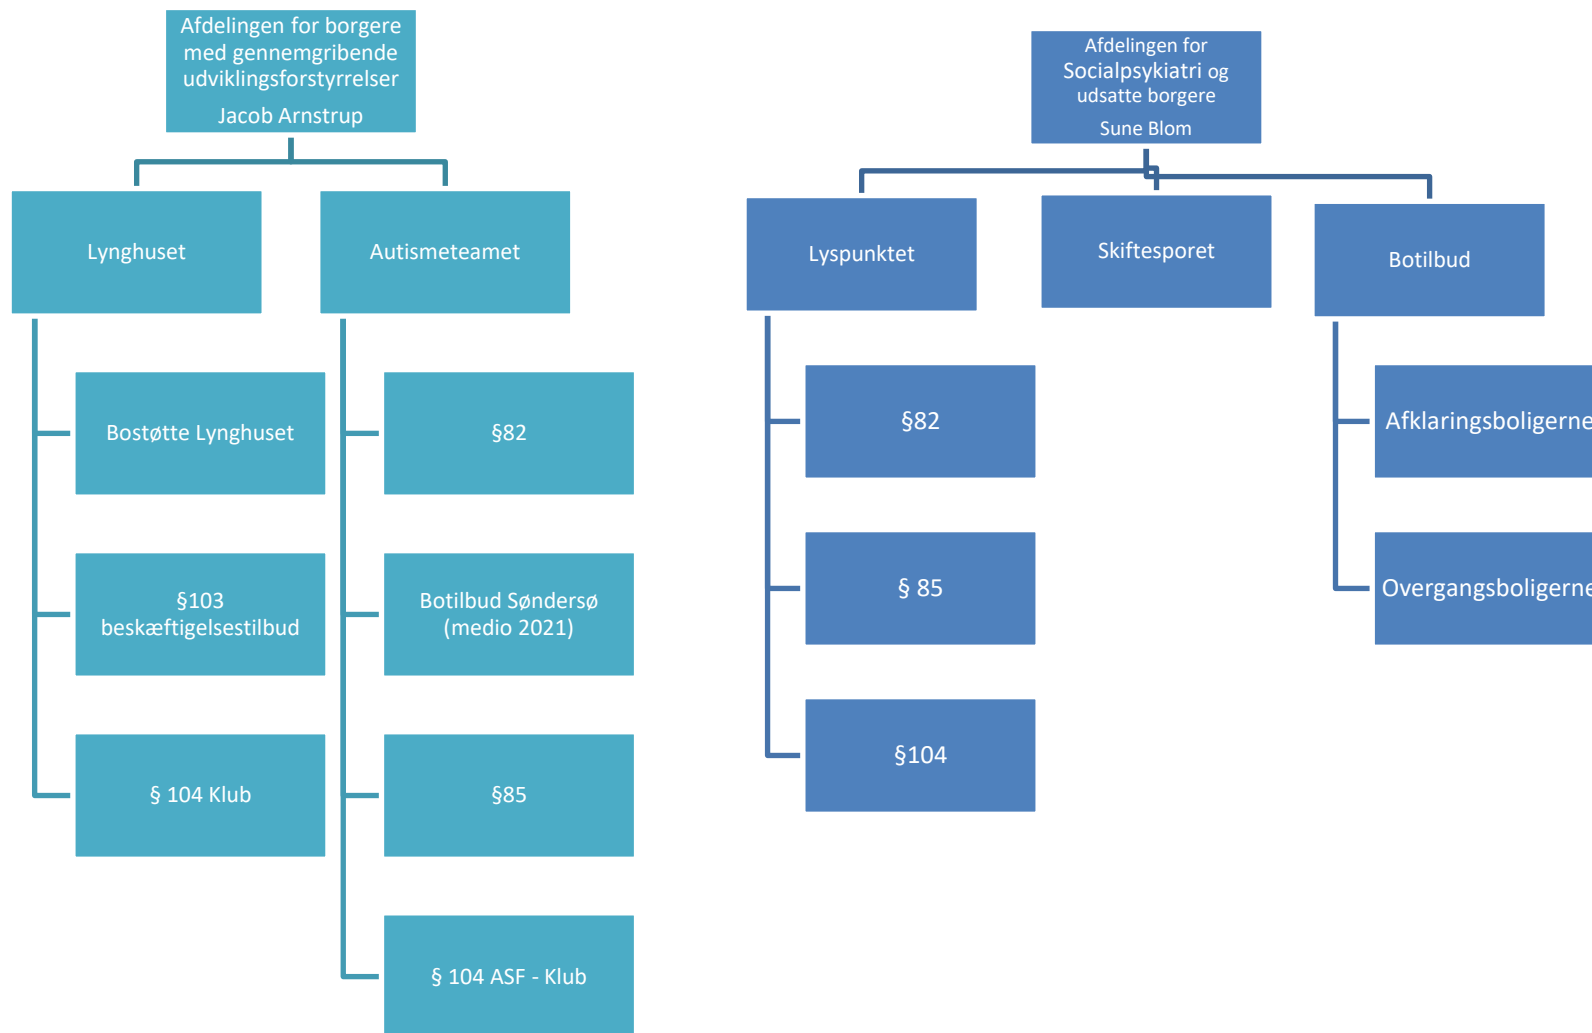 Afdelingen for borgere
med gennemgribende
udviklingsforstyrrelser
Jacob Arnstrup
Lynghuset
Autismeteamet
Bostøtte Lynghuset
§103
beskæftigelsestilbud
§ 104 Klub
§82
Botilbud Søndersø
(medio 2021)
§85
§ 104 ASF - Klub
Afdelingen for
Socialpsykiatri og
udsatte borgere
Sune Blom
Lyspunktet
Skiftesporet
Botilbud
§82
§ 85
§104
Afklaringsboligerne
Overgangsboligerne